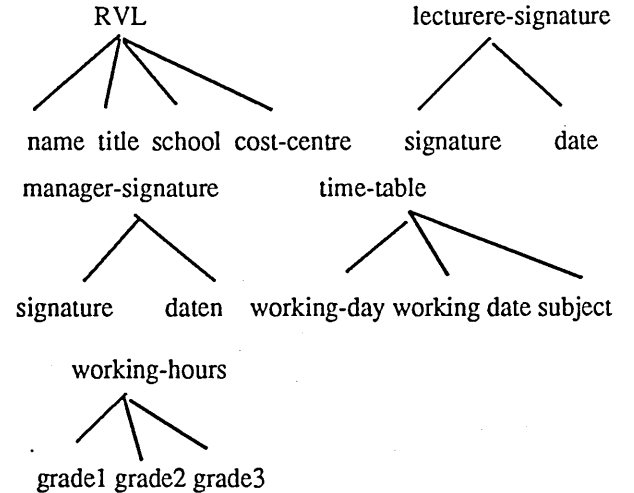 RVL lecturere-signature
name title school cost-centre signature date
manager-signature time-table
signature daten working-day working date subject
working-hours
grade1 grade2 grade3